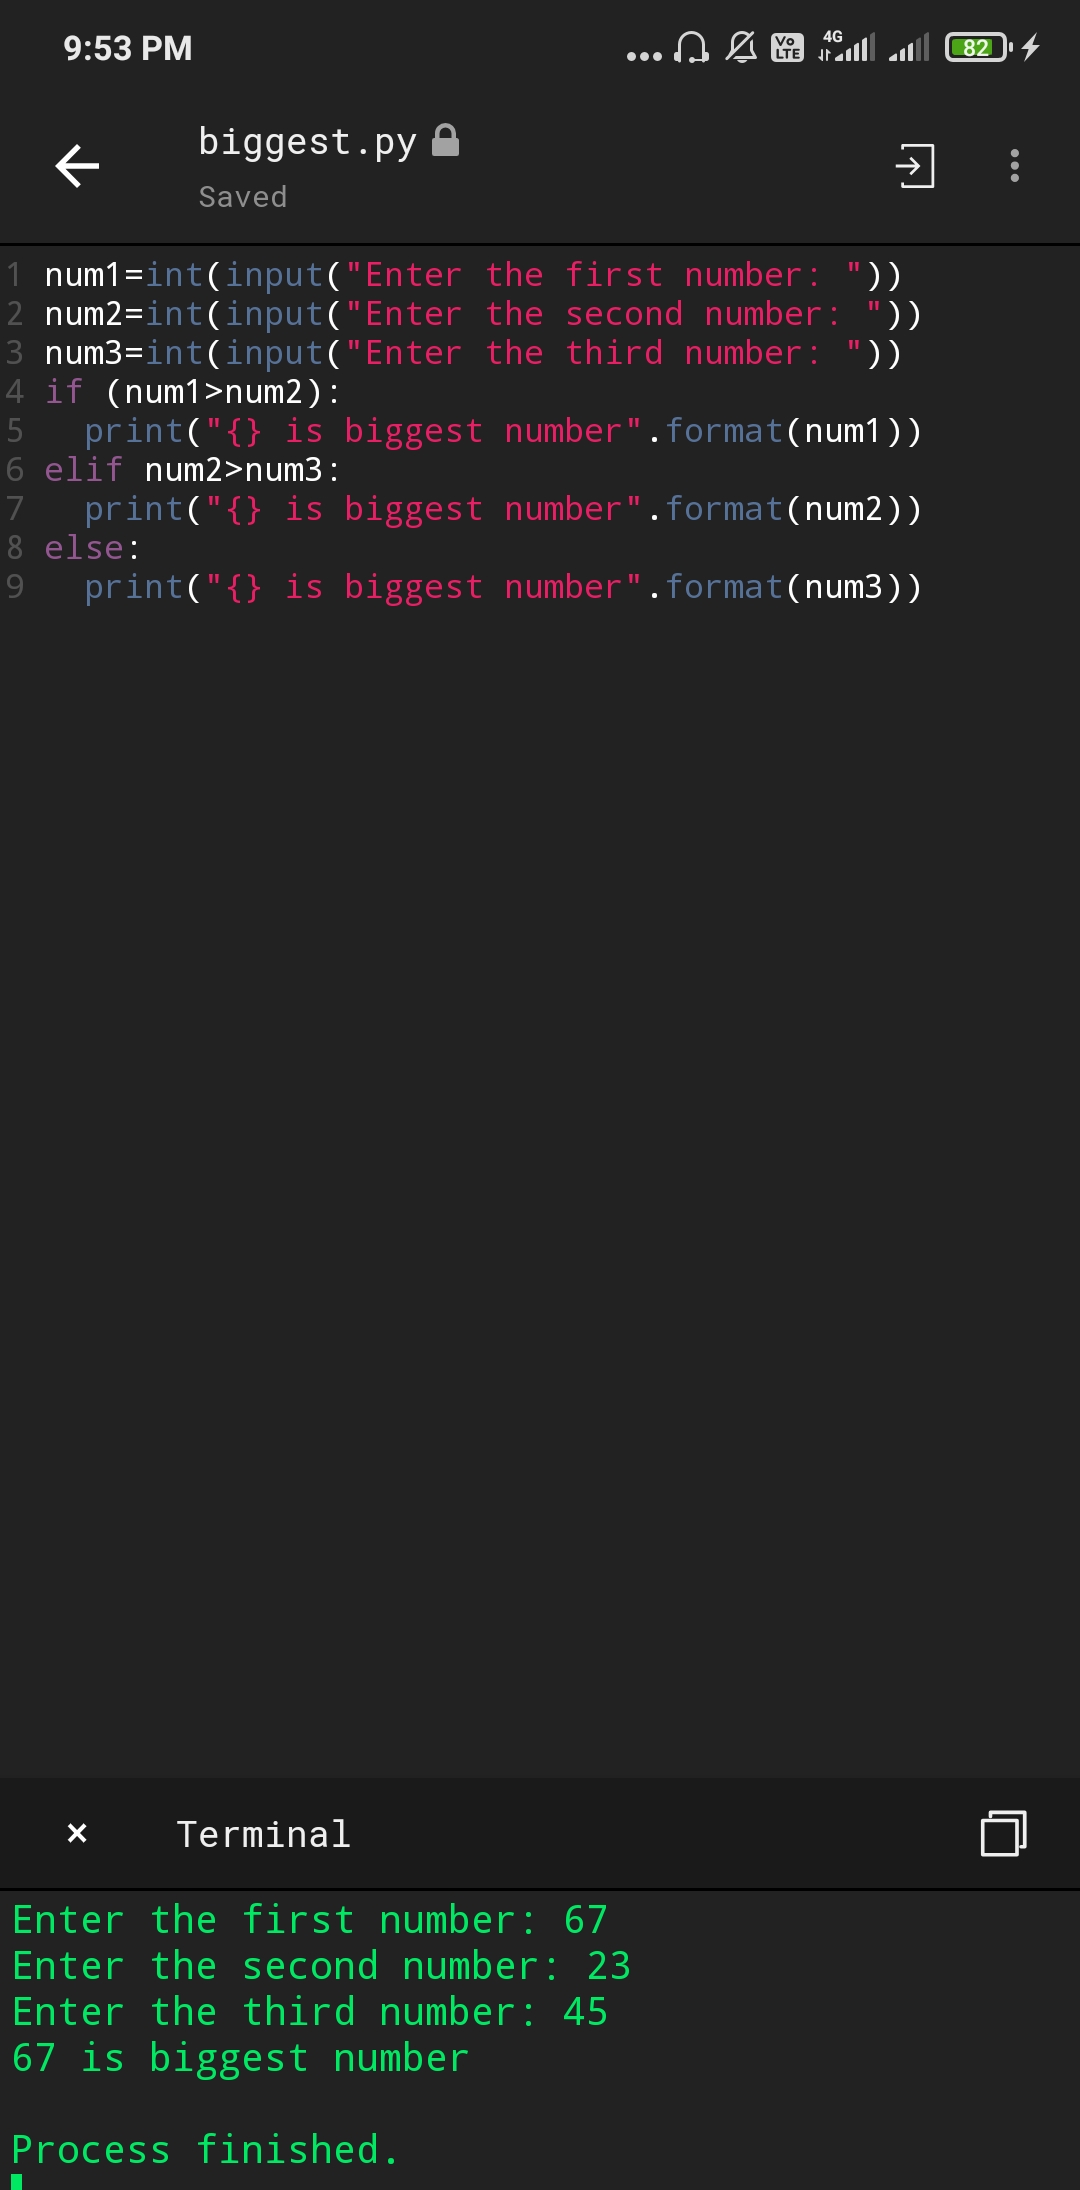 9:53 PM
Vo LTE 4G 82
biggest.py
Saved
1 num1=int(input("Enter the first number: "))
2 num2=int(input("Enter the second number: "))
3 num3=int(input("Enter the third number: "))
4 if (num1>num2):
5   print("{} is biggest number".format(num1))
6 elif num2>num3:
7   print("{} is biggest number".format(num2))
8 else:
9   print("{} is biggest number".format(num3))
Terminal
Enter the first number: 67
Enter the second number: 23
Enter the third number: 45
67 is biggest number
Process finished.